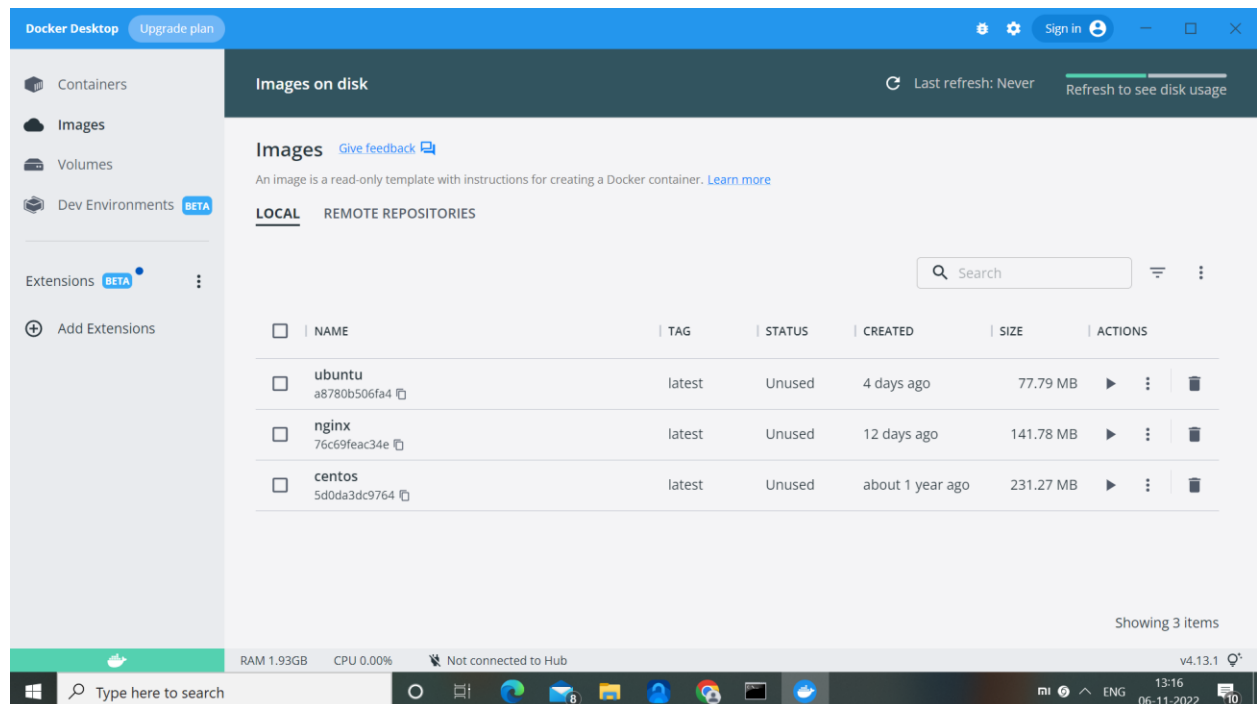 Docker Desktop Upgrade plan Sign in
Containers
Images
Volumes
Dev Environments BETA
Extensions BETA
Add Extensions
Images on disk Last refresh: Never Refresh to see disk usage
Images Give feedback
An image is a read-only template with instructions for creating a Docker container. Learn more
LOCAL REMOTE REPOSITORIES
Search
NAME TAG STATUS CREATED SIZE ACTIONS
ubuntu latest Unused 4 days ago 77.79 MB
a8780b506fa4
nginx latest Unused 12 days ago 141.78 MB
76c69feac34e
centos latest Unused about 1 year ago 231.27 MB
5d0da3dc9764
Showing 3 items
RAM 1.93GB CPU 0.00% Not connected to Hub v4.13.1
Type here to search 8 ENG 13:16
06-11-2022 10